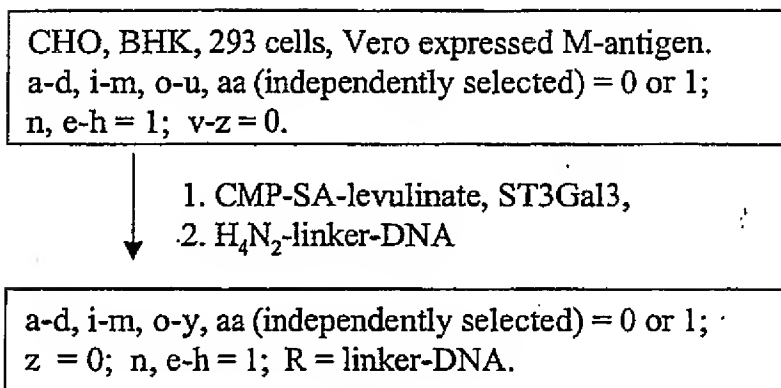 CHO, BHK, 293 cells, Vero expressed M-antigen.
a-d, i-m, o-u, aa (independently selected) = 0 or 1;
n, e-h = 1; v-z = 0.
1. CMP-SA-levulinate, ST3Gal3,
2. H₄N₂-linker-DNA
a-d, i-m, o-y, aa (independently selected) = 0 or 1;
z = 0; n, e-h = 1; R = linker-DNA.